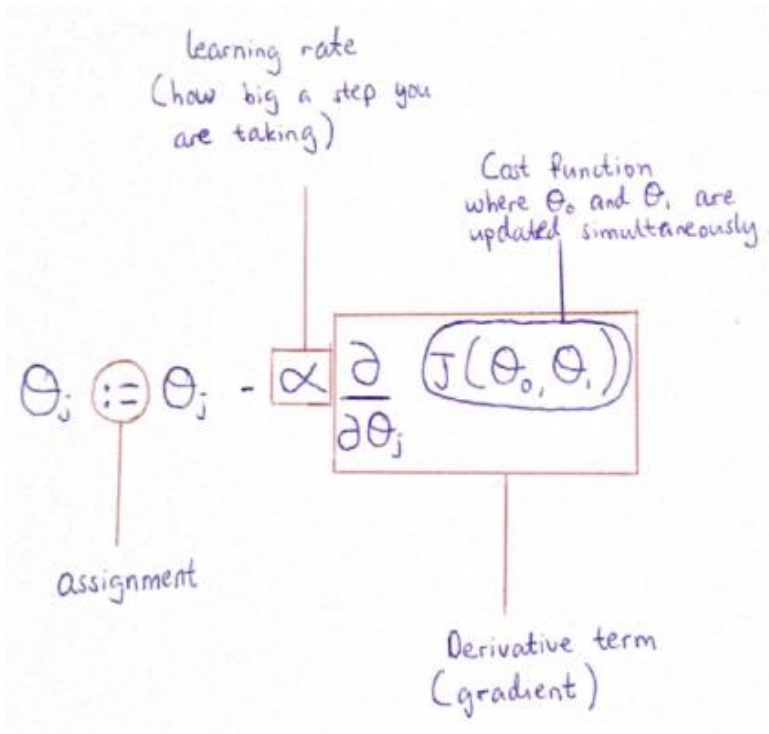 learning rate
(how big a step you
are taking)
Cost function
where θ₀ and θ₁ are
updated simultaneously
θⱼ := θⱼ - α ∂/∂θⱼ J(θ₀, θ₁)
assignment
Derivative term
(gradient)